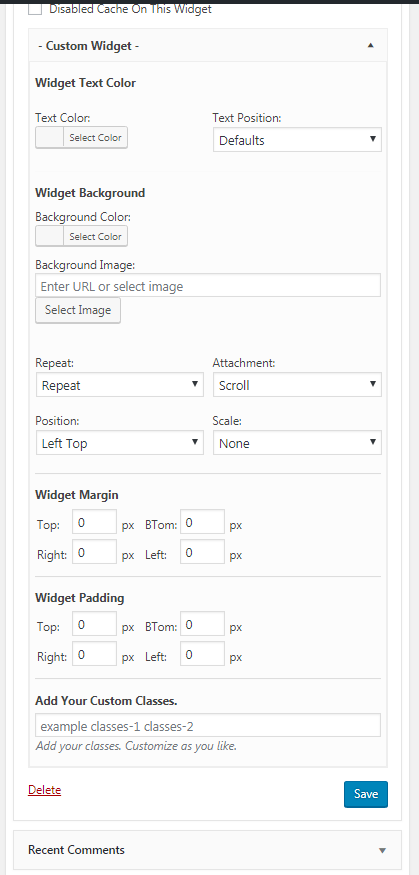 Disabled Cache On This Widget
- Custom Widget -
Widget Text Color
Text Color: Text Position:
Select Color Defaults
Widget Background
Background Color:
Select Color
Background Image:
Enter URL or select image
Select Image
Repeat: Attachment:
Repeat Scroll
Position: Scale:
Left Top None
Widget Margin
Top: 0 px BTom: 0 px
Right: 0 px Left: 0 px
Widget Padding
Top: 0 px BTom: 0 px
Right: 0 px Left: 0 px
Add Your Custom Classes.
example classes-1 classes-2
Add your classes. Customize as you like.
Delete Save
Recent Comments